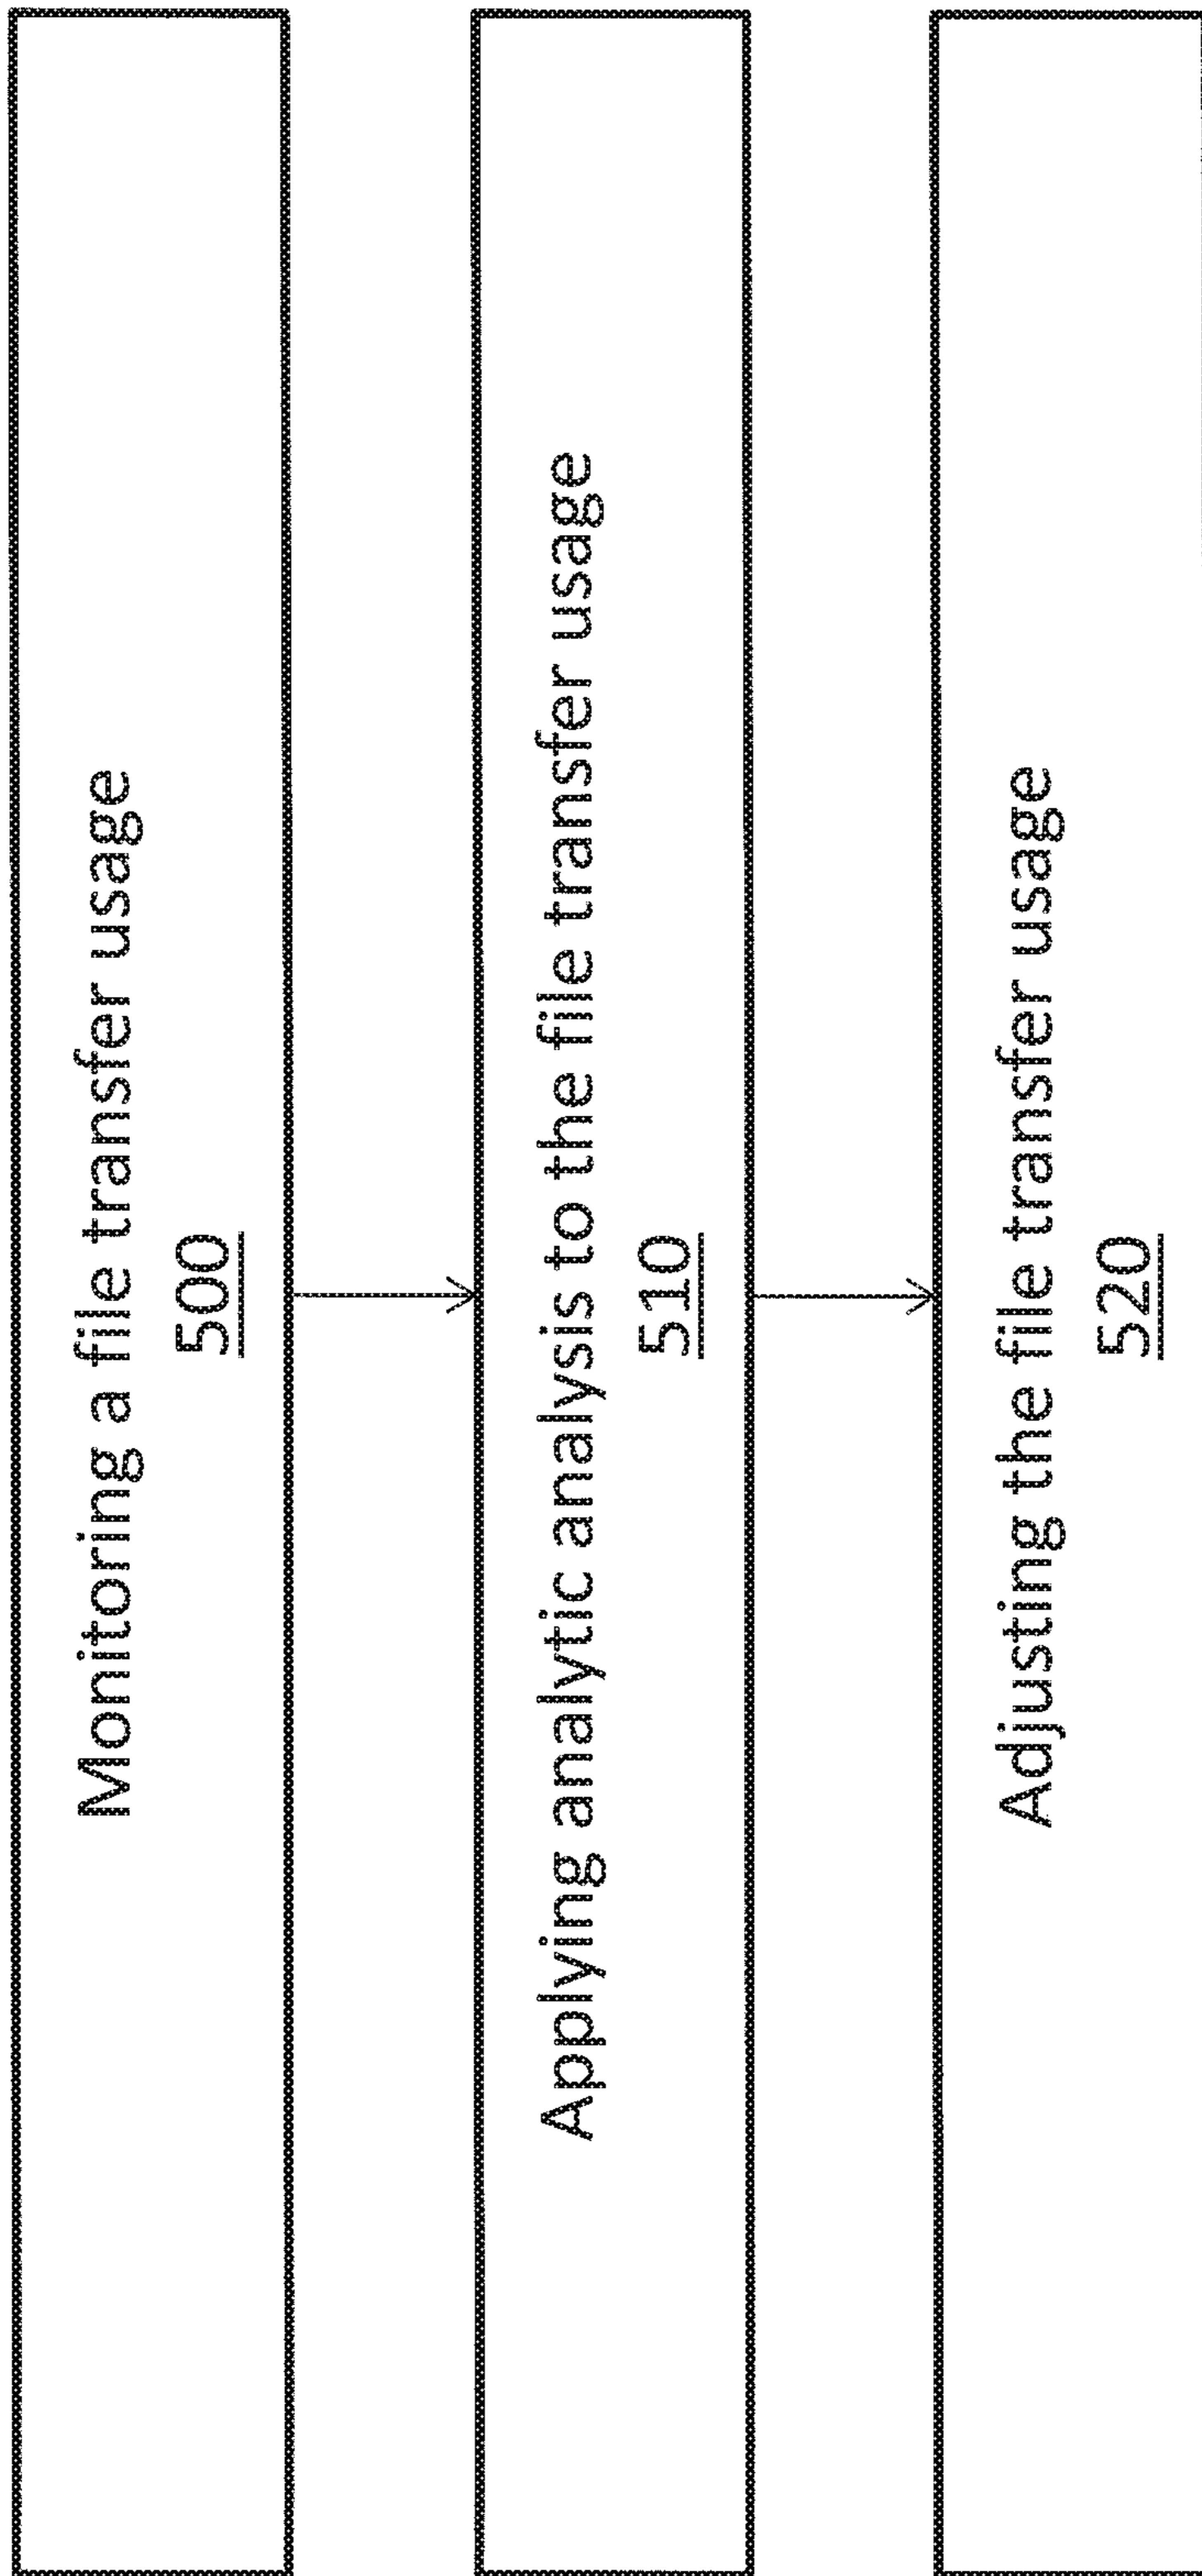 Monitoring a file transfer usage
500
Applying analytic analysis to the file transfer usage
510
Adjusting the file transfer usage
520